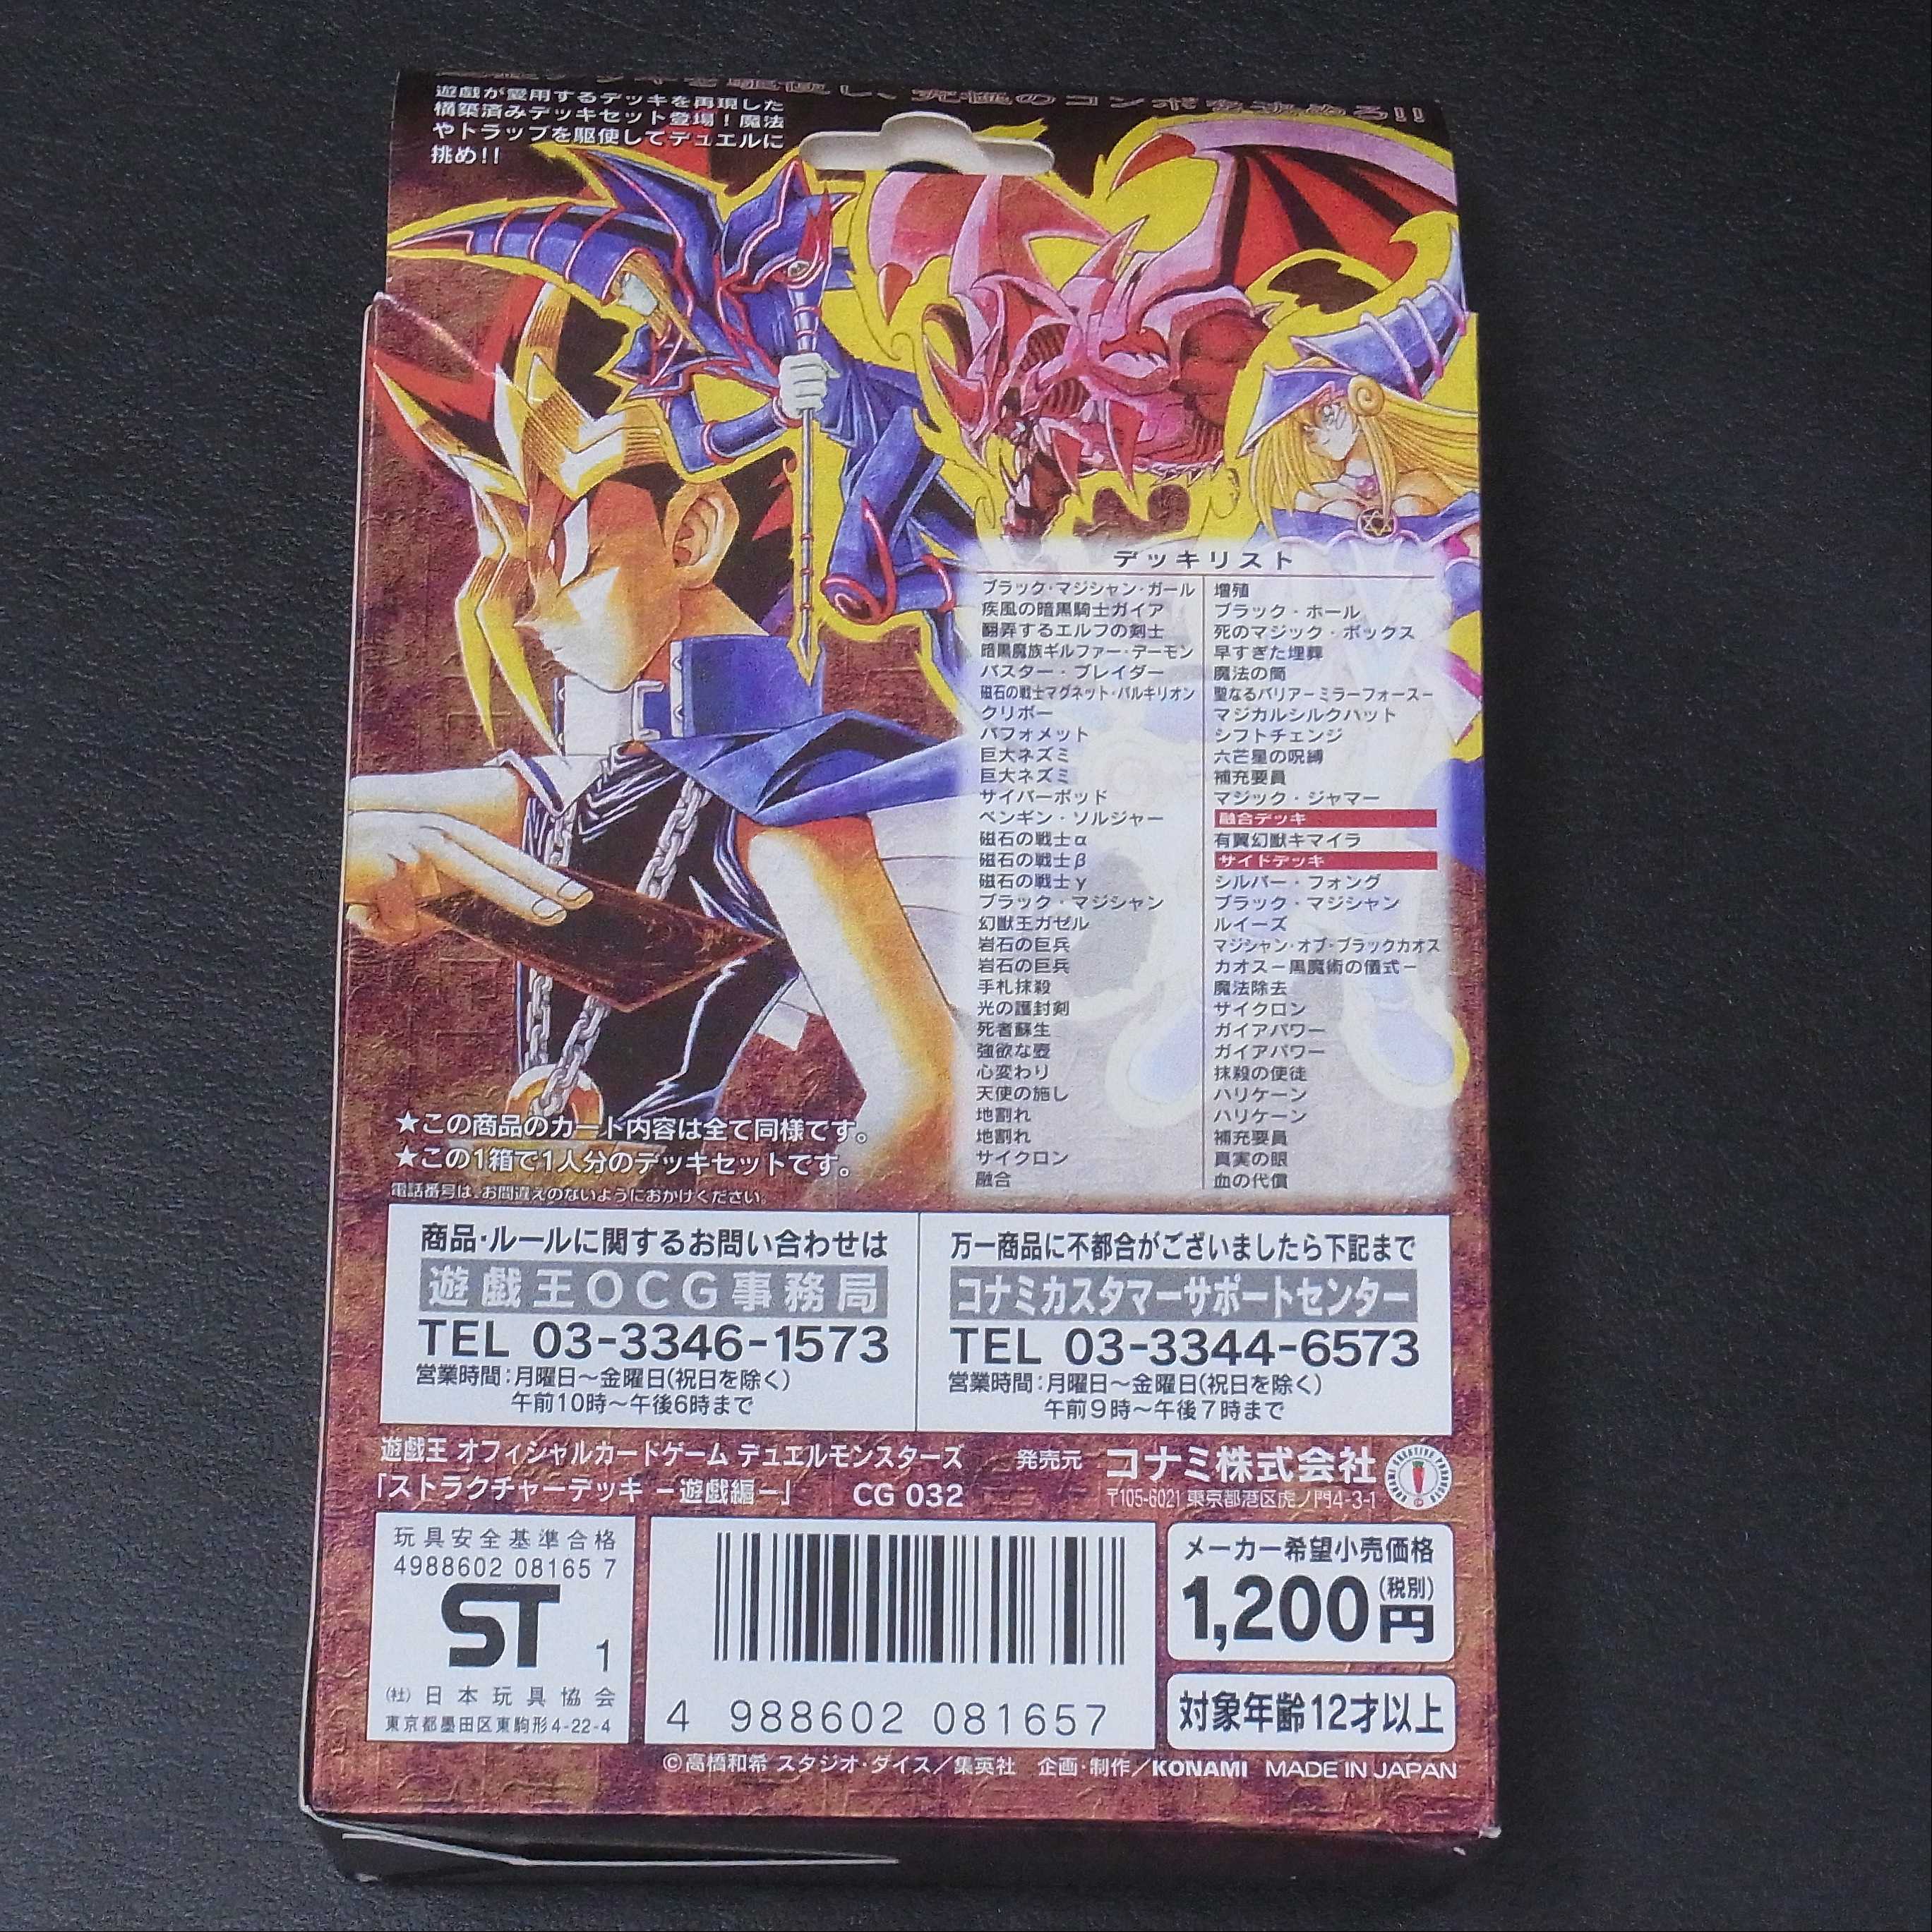 遊戯が愛用するデッキを再現した
構築済みデッキセット登場！魔法
やトラップを駆使してデュエルに
挑め!!
デッキリスト
ブラック・マジシャン・ガール
疾風の暗黒騎士ガイア
翻弄するエルフの剣士
暗黒魔族ギルファー・デーモン
バスター・ブレイダー
磁石の戦士マグネット・バルキリオン
クリボー
バフォメット
巨大ネズミ
巨大ネズミ
サイバーポッド
ペンギン・ソルジャー
磁石の戦士α
磁石の戦士β
磁石の戦士γ
ブラック・マジシャン
幻獣王ガゼル
岩石の巨兵
岩石の巨兵
手札抹殺
光の護封剣
死者蘇生
強欲な壺
心変わり
天使の施し
地割れ
地割れ
サイクロン
融合
増殖
ブラック・ホール
死のマジック・ボックス
早すぎた埋葬
魔法の筒
聖なるバリアーミラーフォースー
マジカルシルクハット
シフトチェンジ
六芒星の呪縛
補充要員
マジック・ジャマー
融合デッキ
有翼幻獣キマイラ
サイドデッキ
シルバー・フォング
ブラック・マジシャン
ルイーズ
マジシャン・オブ・ブラックカオス
カオスー黒魔術の儀式ー
魔法除去
サイクロン
ガイアパワー
ガイアパワー
抹殺の使徒
ハリケーン
ハリケーン
補充要員
真実の眼
血の代償
★この商品のカード内容は全て同様です。
★この1箱で1人分のデッキセットです。
電話番号は、お間違えのないようにおかけください。
商品・ルールに関するお問い合わせは
遊戯王OCG事務局
TEL 03-3346-1573
営業時間：月曜日～金曜日(祝日を除く)
午前10時～午後6時まで
万一商品に不都合がございましたら下記まで
コナミカスタマーサポートセンター
TEL 03-3344-6573
営業時間：月曜日～金曜日(祝日を除く)
午前9時～午後7時まで
遊戯王 オフィシャルカードゲーム デュエルモンスターズ
「ストラクチャーデッキ ー遊戯編ー」 CG 032
発売元 コナミ株式会社
〒105-6021 東京都港区虎ノ門4-3-1
玩具安全基準合格
4988602 08165 7
ST 1
(社)日本玩具協会
東京都墨田区東駒形4-22-4
4 988602 081657
メーカー希望小売価格
1,200円(税別)
対象年齢12才以上
©高橋和希 スタジオ・ダイス／集英社 企画・制作／KONAMI MADE IN JAPAN